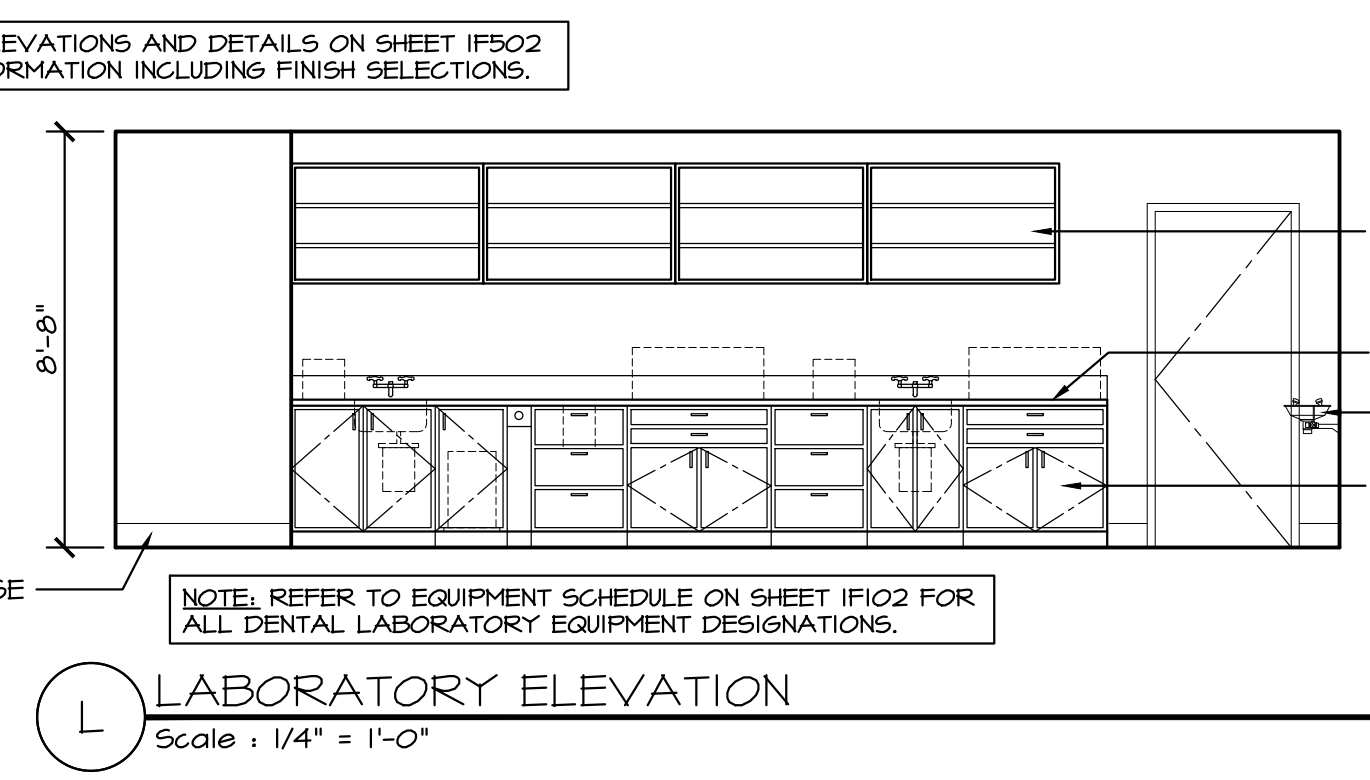 EVATIONS AND DETAILS ON SHEET IF502
ORMATION INCLUDING FINISH SELECTIONS.
8'-8"
SE
NOTE: REFER TO EQUIPMENT SCHEDULE ON SHEET IF102 FOR
ALL DENTAL LABORATORY EQUIPMENT DESIGNATIONS.
L
LABORATORY ELEVATION
Scale : 1/4" = 1'-0"